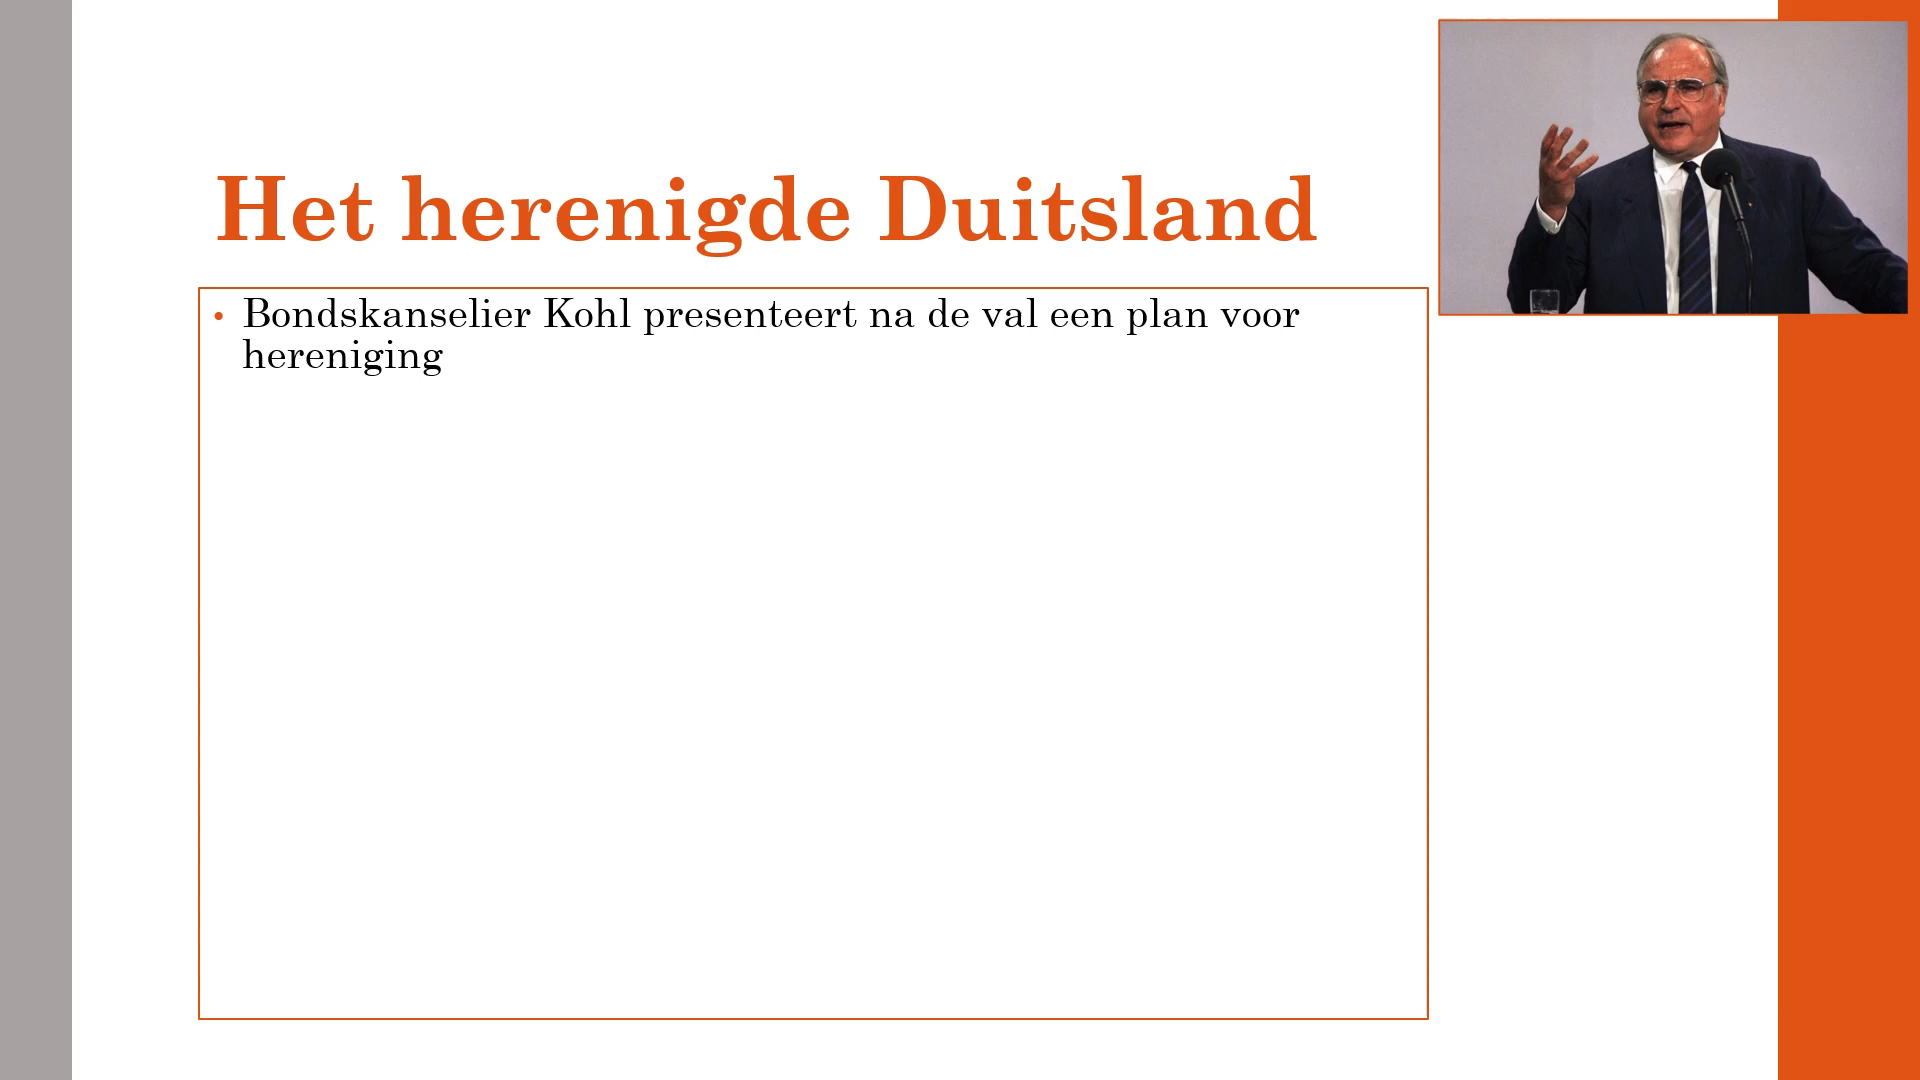 Het herenigde Duitsland
• Bondskanselier Kohl presenteert na de val een plan voor
hereniging